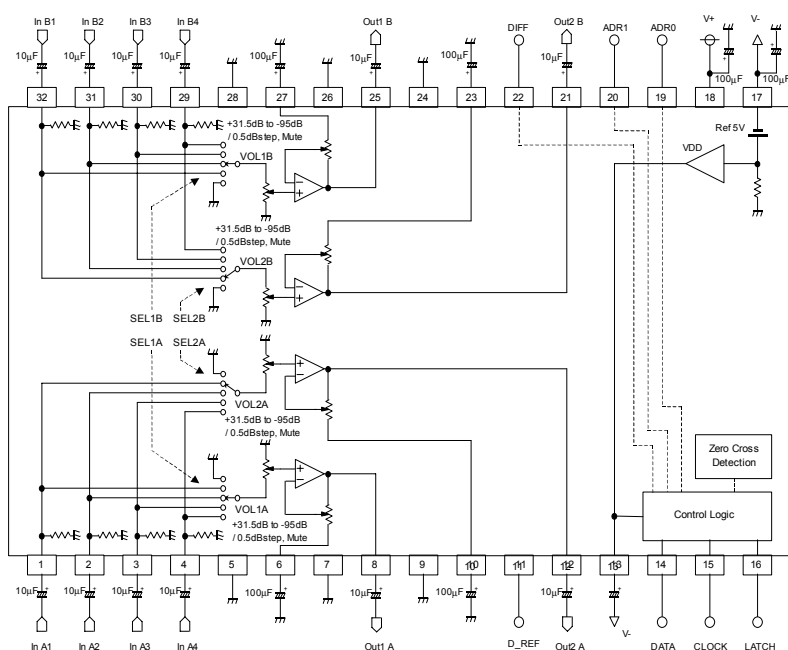 In B1
In B2
In B3
In B4
Out1 B
DIFF
Out2 B
ADR1
ADR0
V+
V-
10µF
10µF
10µF
10µF
100µF
10µF
100µF
10µF
100µF
100µF
32
31
30
29
28
27
26
25
24
23
22
21
20
19
18
17
+31.5dB to -95dB
/ 0.5dBstep, Mute
VOL1B
Ref 5V
VDD
+31.5dB to -95dB
/ 0.5dBstep, Mute
VOL2B
SEL1B
SEL2B
SEL1A
SEL2A
VOL2A
+31.5dB to -95dB
/ 0.5dBstep, Mute
VOL1A
+31.5dB to -95dB
/ 0.5dBstep, Mute
Zero Cross
Detection
Control Logic
1
2
3
4
5
6
7
8
9
10
11
12
13
14
15
16
10µF
10µF
10µF
10µF
100µF
10µF
100µF
10µF
In A1
In A2
In A3
In A4
Out1 A
D_REF
Out2 A
V-
DATA
CLOCK
LATCH